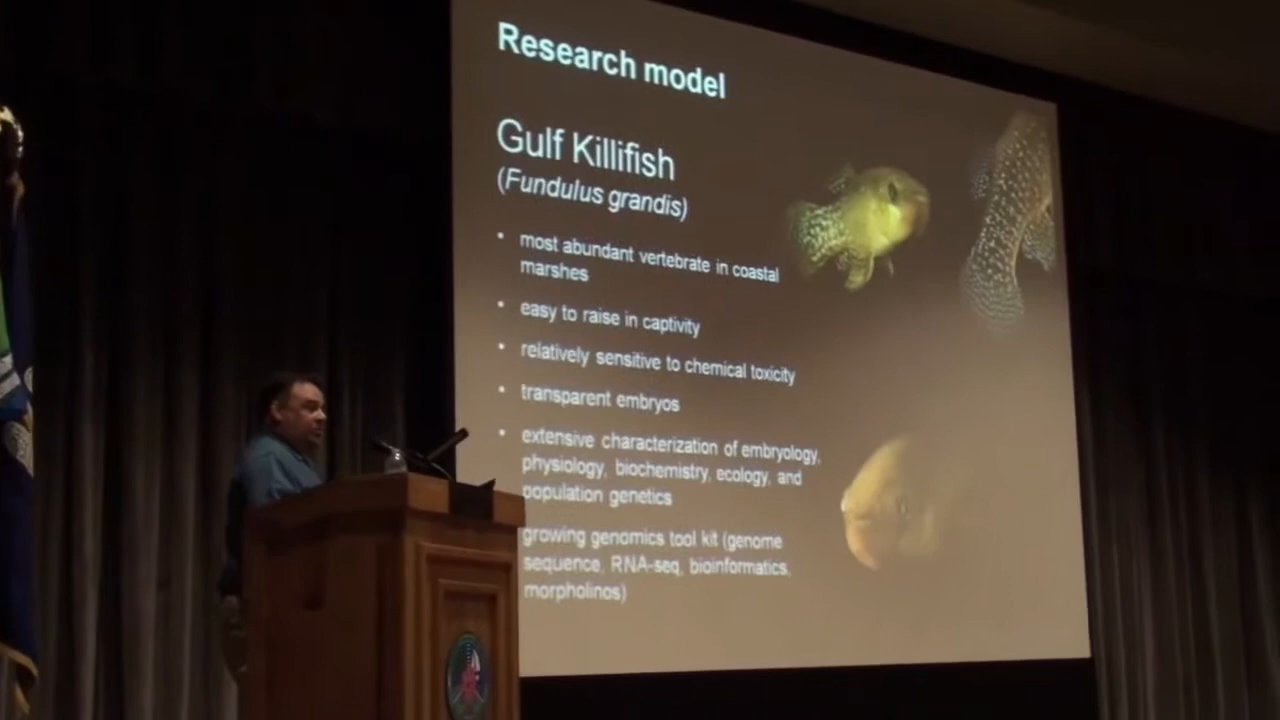 Research model
Gulf Killifish
(Fundulus grandis)
• most abundant vertebrate in coastal
marshes
• easy to raise in captivity
• relatively sensitive to chemical toxicity
• transparent embryos
• extensive characterization of embryology,
physiology, biochemistry, ecology, and
population genetics
growing genomics tool kit (genome
sequence, RNA-seq, bioinformatics,
morpholinos)